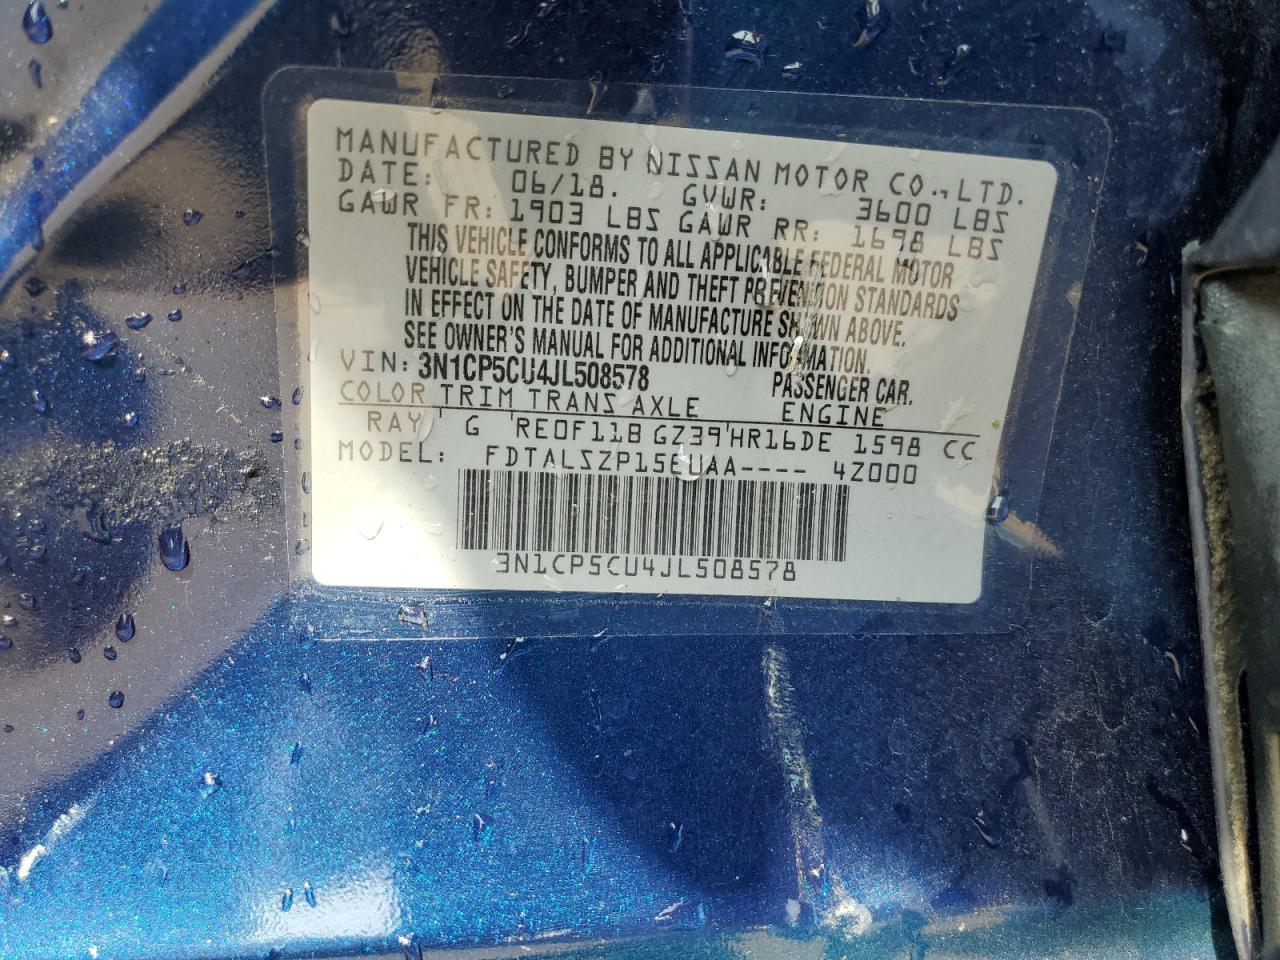 MANUFACTURED BY NISSAN MOTOR CO., LTD.
DATE: 06/18. GVWR: 3600 LBS
GAWR FR: 1903 LBS GAWR RR: 1698 LBS
THIS VEHICLE CONFORMS TO ALL APPLICABLE FEDERAL MOTOR
VEHICLE SAFETY, BUMPER AND THEFT PREVENTION STANDARDS
IN EFFECT ON THE DATE OF MANUFACTURE SHOWN ABOVE.
SEE OWNER'S MANUAL FOR ADDITIONAL INFORMATION.
VIN: 3N1CP5CU4JL508578 PASSENGER CAR.
COLOR TRIM TRANS AXLE ENGINE
RAY G RE0F11B GZ39 HR16DE 1598 CC
MODEL: FDTALSZP15EUAA---- 4Z000
3N1CP5CU4JL508578